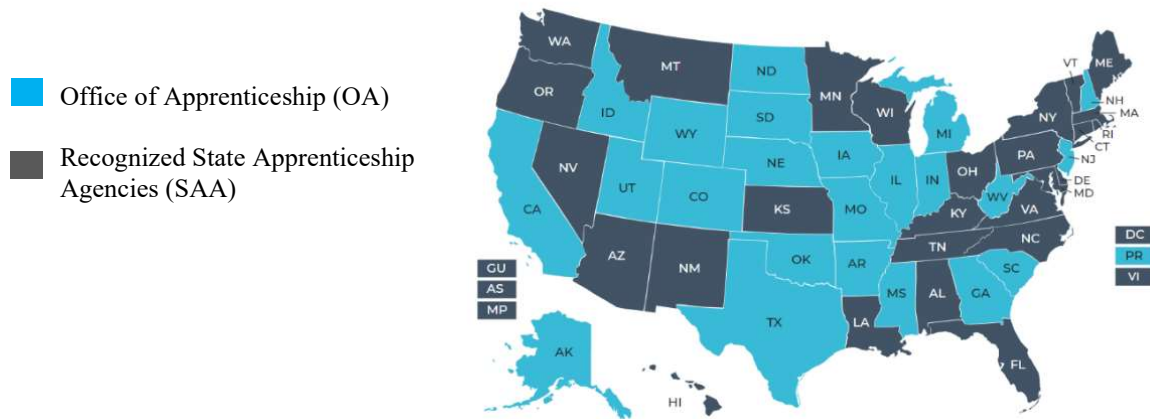 Office of Apprenticeship (OA)
Recognized State Apprenticeship
Agencies (SAA)
WA
OR
MT
ID
WY
ND
SD
NE
MN
WI
IA
MI
NV
UT
CO
CA
KS
MO
IL
IN
OH
KY
WV
PA
NY
VT
ME
NH
MA
RI
CT
NJ
DE
MD
VA
NC
TN
SC
AZ
NM
OK
AR
MS
AL
GA
LA
TX
FL
AK
HI
GU
AS
MP
DC
PR
VI